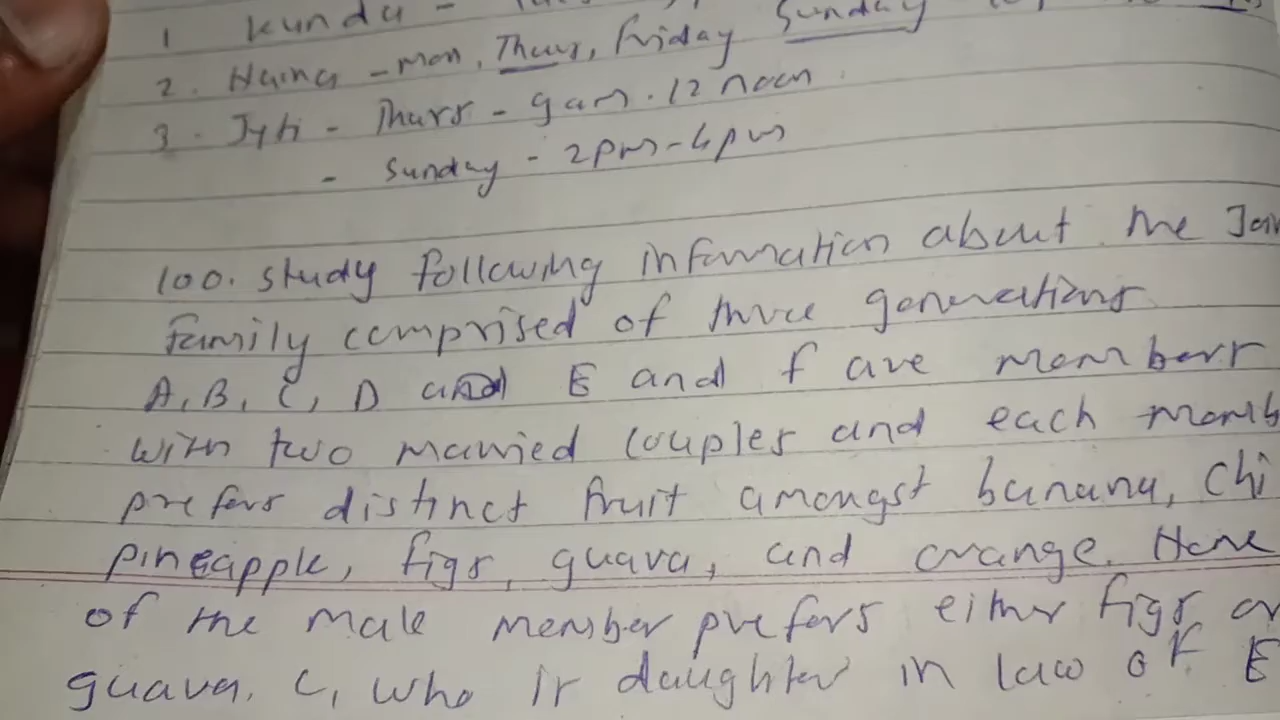 1 Kundu -
2. Haina - Mon, Thurs, Friday Sunday
3. Jyti - Thurs - 9am. 12 noon.
- Sunday - 2pm-4pm
100. Study following information about the
Family comprised of three generations
A, B, C, D and E and f are members
with two married couples and each memb
prefers distinct fruit amongst banana, Chi
pineapple, figs, guava, and orange. None
of the male member prefers either figs or
guava. C, who is daughter in law of E